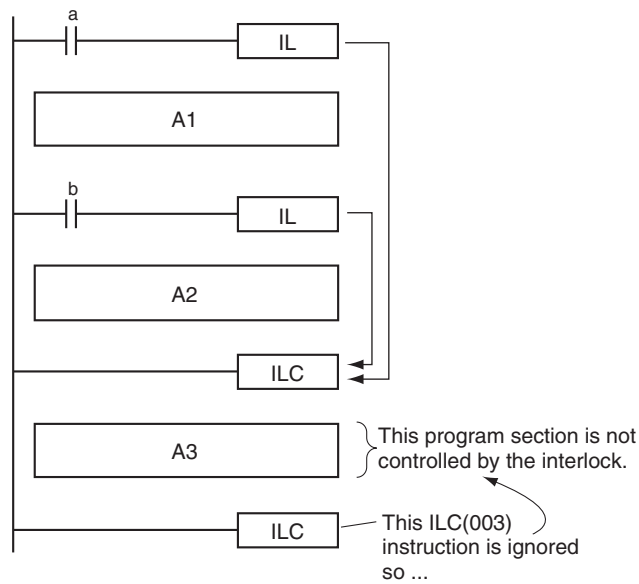 a
IL
A1
b
IL
A2
ILC
A3
This program section is not
controlled by the interlock.
ILC
This ILC(003)
instruction is ignored
so ...